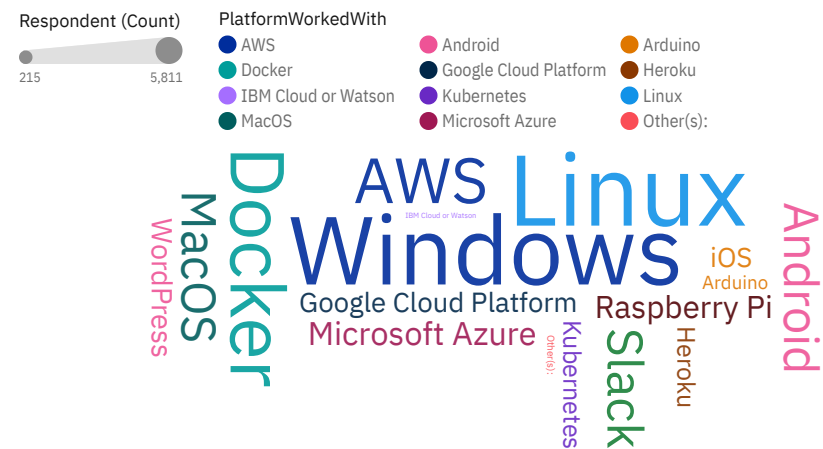 Respondent (Count)
215 5,811
PlatformWorkedWith
AWS Android Arduino
Docker Google Cloud Platform Heroku
IBM Cloud or Watson Kubernetes Linux
MacOS Microsoft Azure Other(s):
AWS
Linux
IBM Cloud or Watson
Docker
MacOS
WordPress
Windows
Android
iOS
Arduino
Google Cloud Platform
Raspberry Pi
Microsoft Azure
Other(s):
Kubernetes
Slack
Heroku